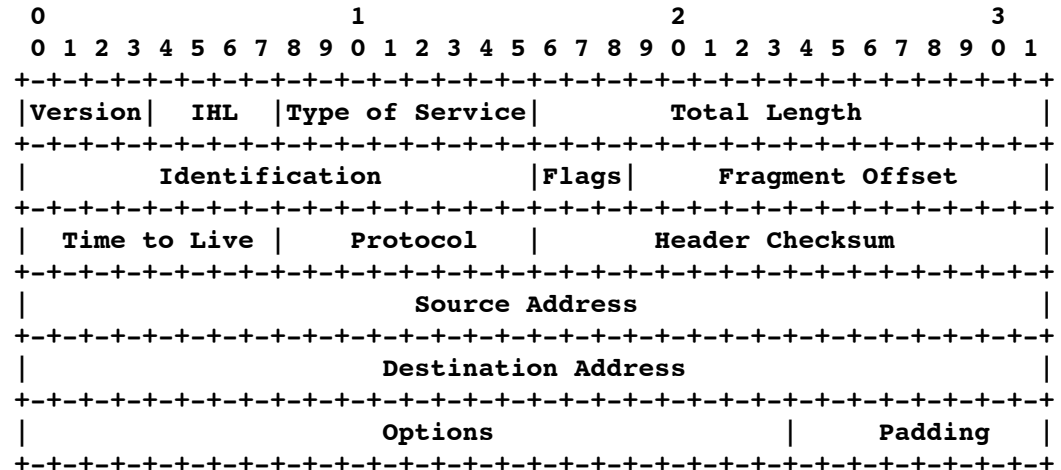 0                   1                   2                   3
 0 1 2 3 4 5 6 7 8 9 0 1 2 3 4 5 6 7 8 9 0 1 2 3 4 5 6 7 8 9 0 1
+-+-+-+-+-+-+-+-+-+-+-+-+-+-+-+-+-+-+-+-+-+-+-+-+-+-+-+-+-+-+-+-+
|Version|  IHL  |Type of Service|        Total Length           |
+-+-+-+-+-+-+-+-+-+-+-+-+-+-+-+-+-+-+-+-+-+-+-+-+-+-+-+-+-+-+-+-+
|        Identification         |Flags|     Fragment Offset     |
+-+-+-+-+-+-+-+-+-+-+-+-+-+-+-+-+-+-+-+-+-+-+-+-+-+-+-+-+-+-+-+-+
|  Time to Live |    Protocol   |       Header Checksum         |
+-+-+-+-+-+-+-+-+-+-+-+-+-+-+-+-+-+-+-+-+-+-+-+-+-+-+-+-+-+-+-+-+
|                        Source Address                         |
+-+-+-+-+-+-+-+-+-+-+-+-+-+-+-+-+-+-+-+-+-+-+-+-+-+-+-+-+-+-+-+-+
|                      Destination Address                      |
+-+-+-+-+-+-+-+-+-+-+-+-+-+-+-+-+-+-+-+-+-+-+-+-+-+-+-+-+-+-+-+-+
|                      Options                  |     Padding   |
+-+-+-+-+-+-+-+-+-+-+-+-+-+-+-+-+-+-+-+-+-+-+-+-+-+-+-+-+-+-+-+-+